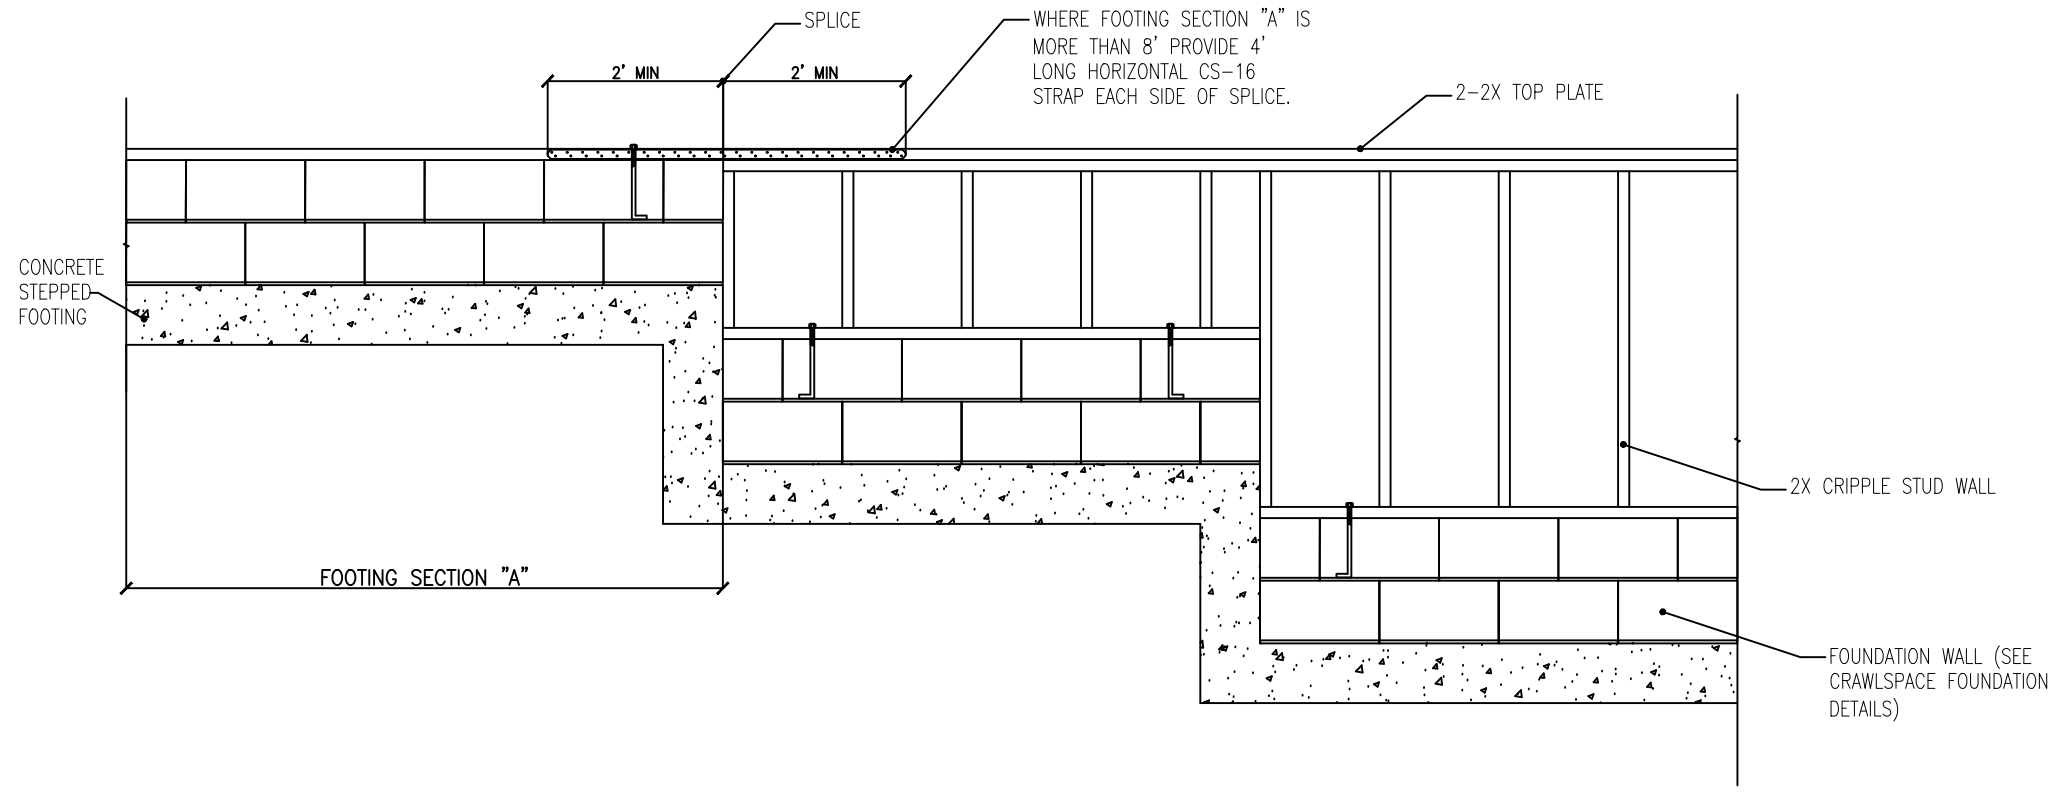 SPLICE
WHERE FOOTING SECTION "A" IS
MORE THAN 8' PROVIDE 4'
LONG HORIZONTAL CS-16
STRAP EACH SIDE OF SPLICE.
2' MIN
2' MIN
2-2X TOP PLATE
CONCRETE
STEPPED
FOOTING
2X CRIPPLE STUD WALL
FOOTING SECTION "A"
FOUNDATION WALL (SEE
CRAWLSPACE FOUNDATION
DETAILS)